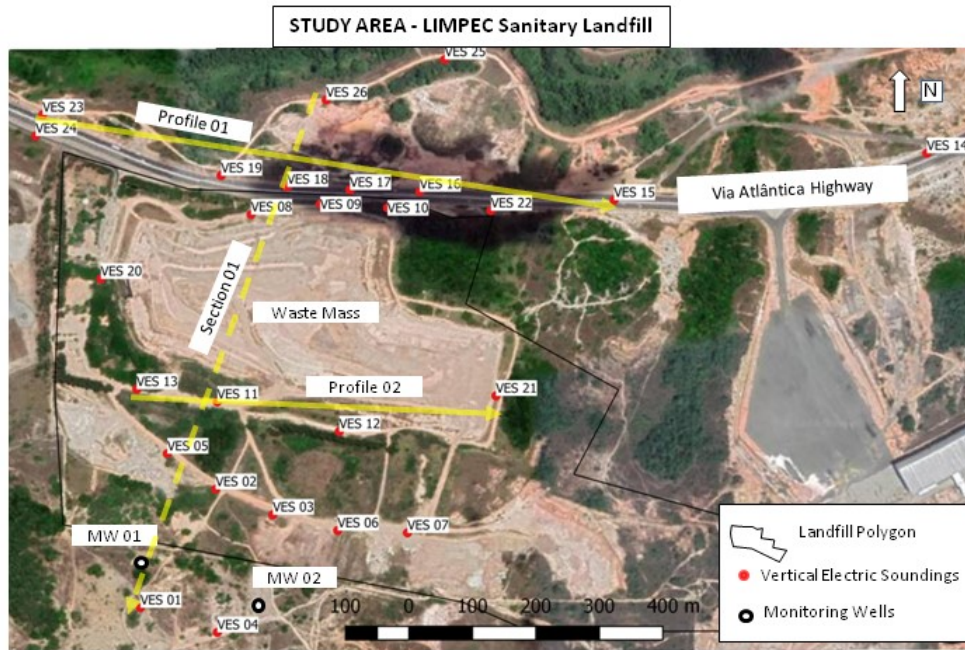 STUDY AREA - LIMPEC Sanitary Landfill
VES 25
N
VES 26
VES 23
Profile 01
VES 24
VES 14
VES 19
VES 18
VES 17
VES 16
VES 15
Via Atlântica Highway
VES 08
VES 09
VES 10
VES 22
VES 20
Section 01
Waste Mass
VES 13
Profile 02
VES 21
VES 11
VES 12
VES 05
VES 02
VES 03
VES 06
VES 07
MW 01
MW 02
VES 01
VES 04
100 0 100 200 300 400 m
Landfill Polygon
Vertical Electric Soundings
Monitoring Wells